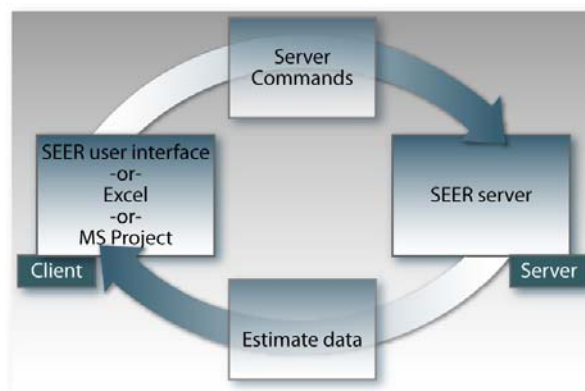 Server
Commands
SEER user interface
-or-
Excel
-or-
MS Project
SEER server
Client
Server
Estimate data